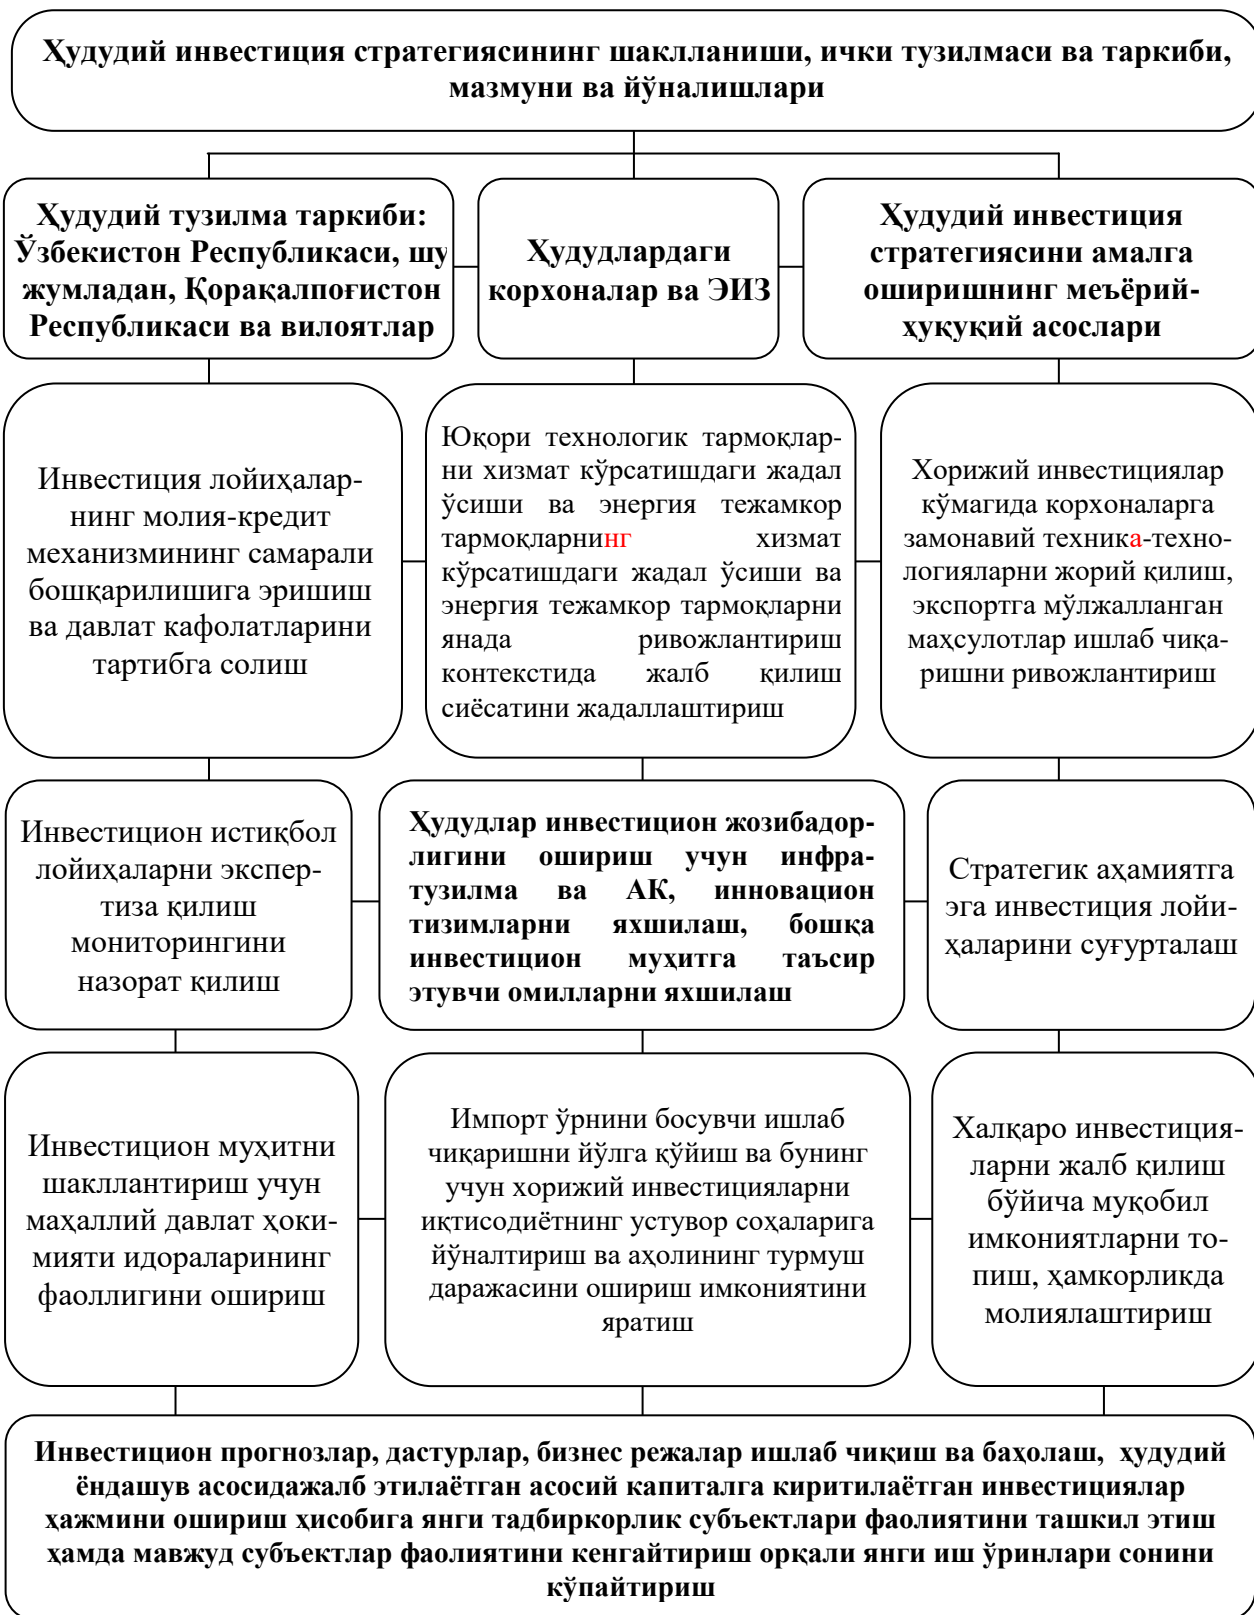 Ҳудудий инвестиция стратегиясининг шаклланиши, ички тузилмаси ва таркиби,
мазмуни ва йўналишлари
Ҳудудий тузилма таркиби:
Ўзбекистон Республикаси, шу
жумладан, Қорақалпоғистон
Республикаси ва вилоятлар
Ҳудудлардаги
корхоналар ва ЭИЗ
Ҳудудий инвестиция
стратегиясини амалга
оширишнинг меъёрий-
ҳуқуқий асослари
Инвестиция лойиҳалар-
нинг молия-кредит
механизмининг самарали
бошқарилишига эришиш
ва давлат кафолатларини
тартибга солиш
Юқори технологик тармоқлар-
ни хизмат кўрсатишдаги жадал
ўсиши ва энергия тежамкор
тармоқларнинг хизмат
кўрсатишдаги жадал ўсиши ва
энергия тежамкор тармоқларни
янада ривожлантириш
контекстида жалб қилиш
сиёсатини жадаллаштириш
Хорижий инвестициялар
кўмагида корхоналарга
замонавий техника-техно-
логияларни жорий қилиш,
экспортга мўлжалланган
маҳсулотлар ишлаб чиқа-
ришни ривожлантириш
Инвестицион истиқбол
лойиҳаларни экспер-
тиза қилиш
мониторингини
назорат қилиш
Ҳудудлар инвестицион жозибадор-
лигини ошириш учун инфра-
тузилма ва АК, инновацион
тизимларни яхшилаш, бошқа
инвестицион муҳитга таъсир
этувчи омилларни яхшилаш
Стратегик аҳамиятга
эга инвестиция лойи-
ҳаларини суғурталаш
Инвестицион муҳитни
шакллантириш учун
маҳаллий давлат ҳоки-
мияти идораларининг
фаоллигини ошириш
Импорт ўрнини босувчи ишлаб
чиқаришни йўлга қўйиш ва бунинг
учун хорижий инвестицияларни
иқтисодиётнинг устувор соҳаларига
йўналтириш ва аҳолининг турмуш
даражасини ошириш имкониятини
яратиш
Халқаро инвестиция-
ларни жалб қилиш
бўйича муқобил
имкониятларни то-
пиш, ҳамкорликда
молиялаштириш
Инвестицион прогнозлар, дастурлар, бизнес режалар ишлаб чиқиш ва баҳолаш, ҳудудий
ёндашув асосидажалб этилаётган асосий капиталга киритилаётган инвестициялар
ҳажмини ошириш ҳисобига янги тадбиркорлик субъектлари фаолиятини ташкил этиш
ҳамда мавжуд субъектлар фаолиятини кенгайтириш орқали янги иш ўринлари сонини
кўпайтириш